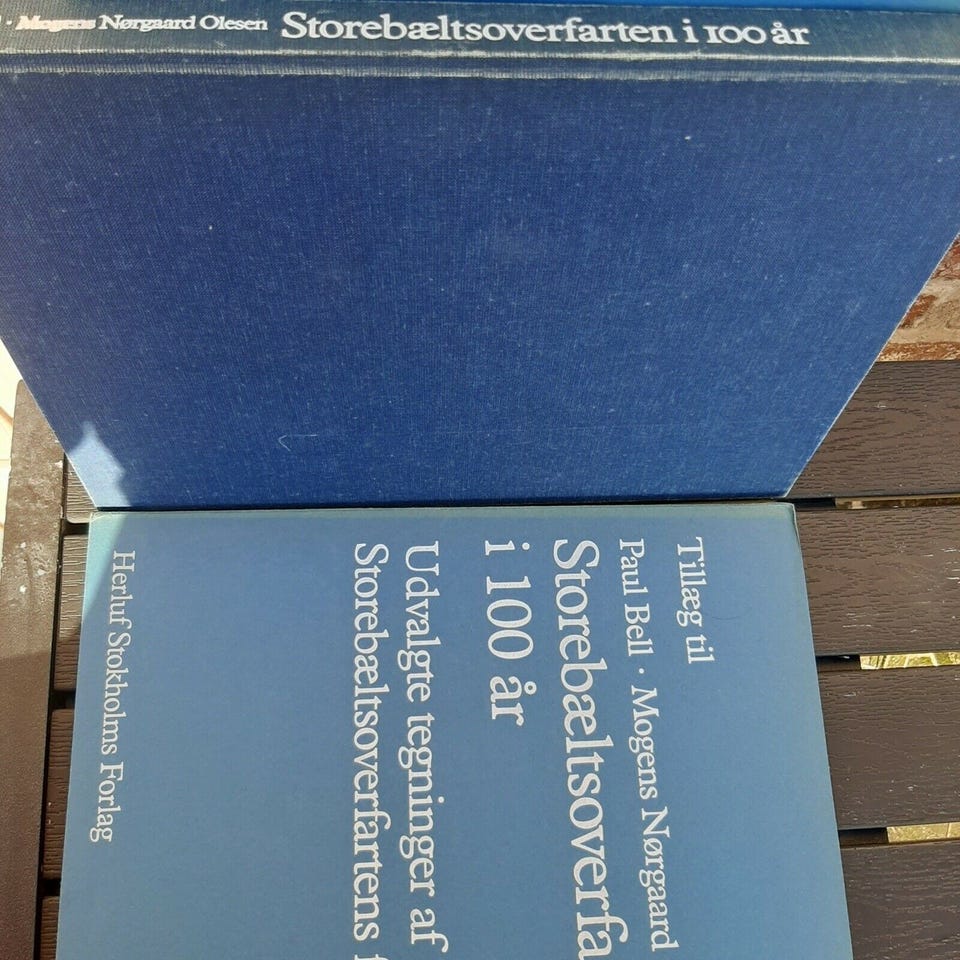 · Mogens Nørgaard Olesen Storebæltsoverfarten i 100 år
Tillæg til
Paul Bell · Mogens Nørgaard
Storebæltsoverfa
i 100 år
Udvalgte tegninger af
Storebæltsoverfartens f
Herluf Stokholms Forlag